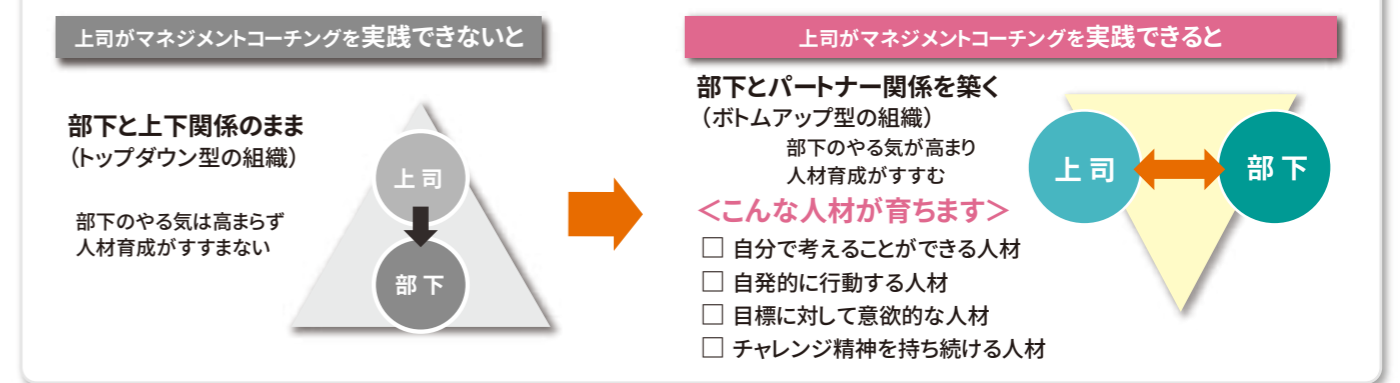 上司がマネジメントコーチングを実践できないと
部下と上下関係のまま
（トップダウン型の組織）
部下のやる気は高まらず
人材育成がすすまない
上司
部下
上司がマネジメントコーチングを実践できると
部下とパートナー関係を築く
（ボトムアップ型の組織）
部下のやる気が高まり
人材育成がすすむ
＜こんな人材が育ちます＞
□ 自分で考えることができる人材
□ 自発的に行動する人材
□ 目標に対して意欲的な人材
□ チャレンジ精神を持ち続ける人材
上司
部下